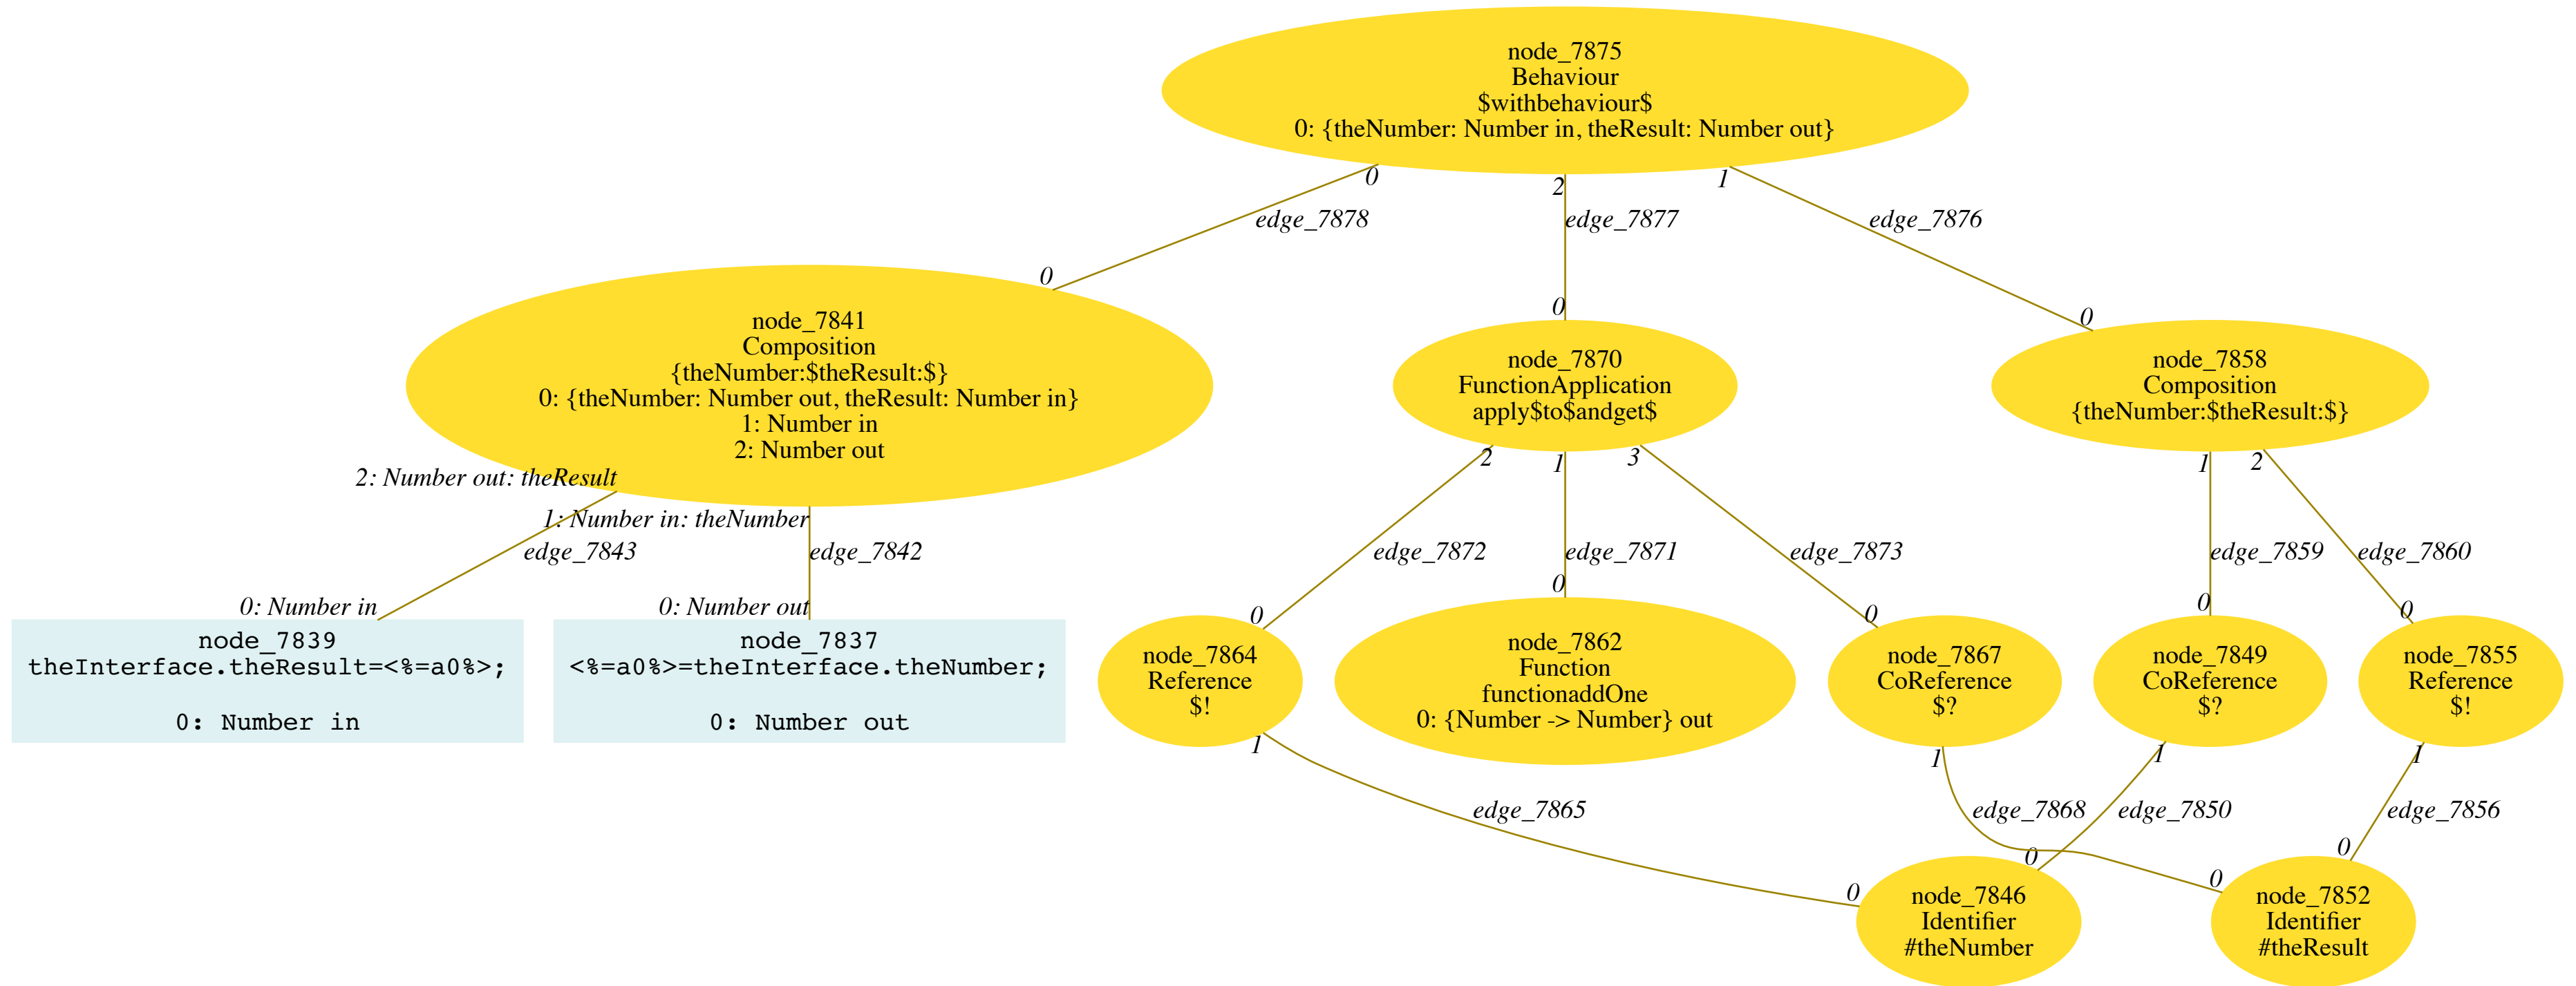 node_7875
Behaviour
$withbehaviour$
0: {theNumber: Number in, theResult: Number out}
0
2
1
edge_7878
edge_7877
edge_7876
0
0
0
node_7841
Composition
{theNumber:$theResult:$}
0: {theNumber: Number out, theResult: Number in}
1: Number in
2: Number out
node_7870
FunctionApplication
apply$to$andget$
node_7858
Composition
{theNumber:$theResult:$}
2: Number out: theResult
1: Number in: theNumber
2
1
3
1
2
edge_7843
edge_7842
edge_7872
edge_7871
edge_7873
edge_7859
edge_7860
0: Number in
0: Number out
0
0
0
0
0
node_7839
theInterface.theResult=<%=a0%>;
0: Number in
node_7837
<%=a0%>=theInterface.theNumber;
0: Number out
node_7864
Reference
$!
node_7862
Function
functionaddOne
0: {Number -> Number} out
node_7867
CoReference
$?
node_7849
CoReference
$?
node_7855
Reference
$!
1
1
1
1
edge_7865
edge_7868
edge_7850
edge_7856
0
0
0
0
node_7846
Identifier
#theNumber
node_7852
Identifier
#theResult